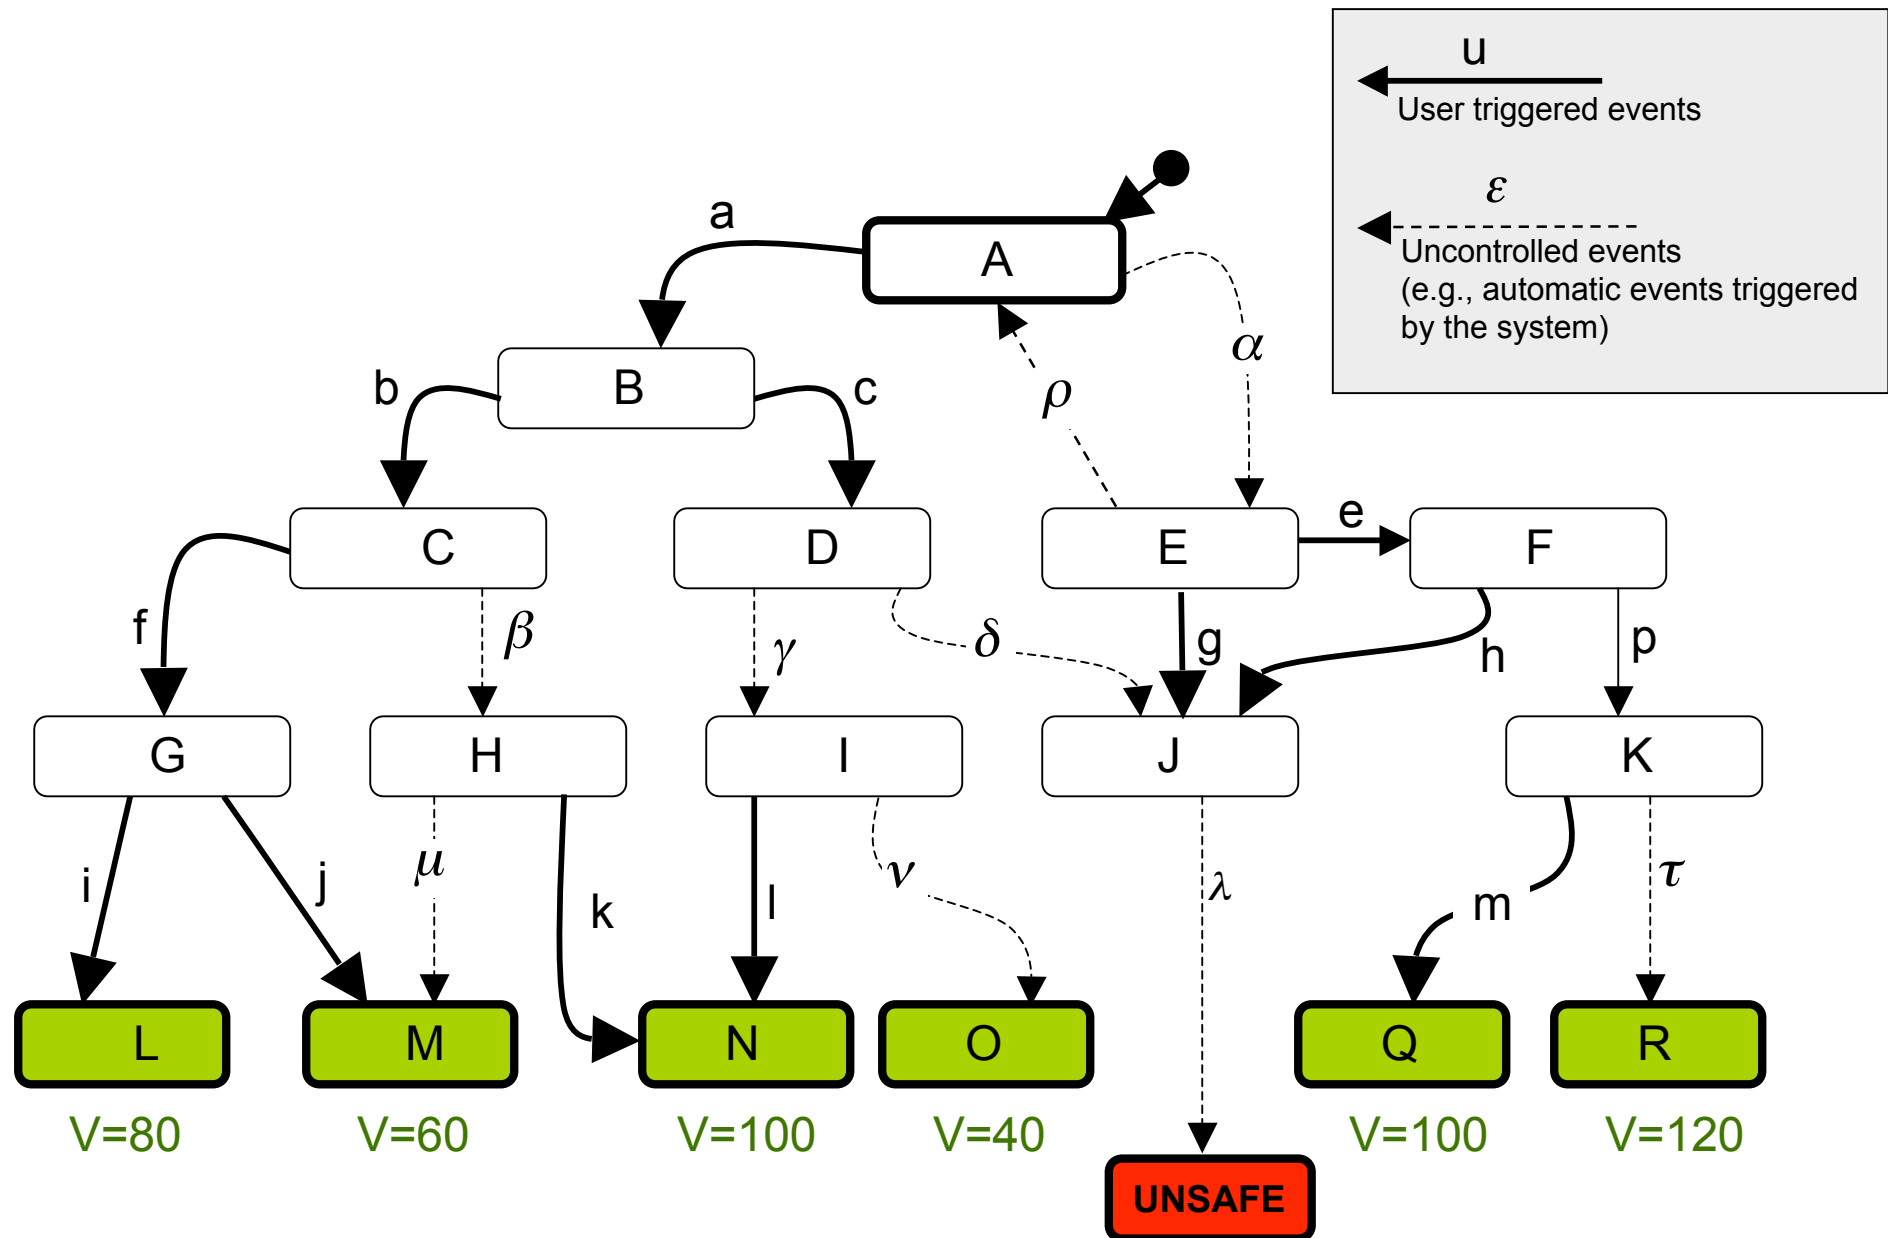 u
User triggered events
ε
Uncontrolled events
(e.g., automatic events triggered
by the system)
a
A
α
B
b
c
ρ
C
D
E
e
F
f
β
γ
δ
g
h
p
G
H
I
J
K
i
j
μ
k
l
ν
λ
m
τ
L
M
N
O
Q
R
V=80
V=60
V=100
V=40
V=100
V=120
UNSAFE